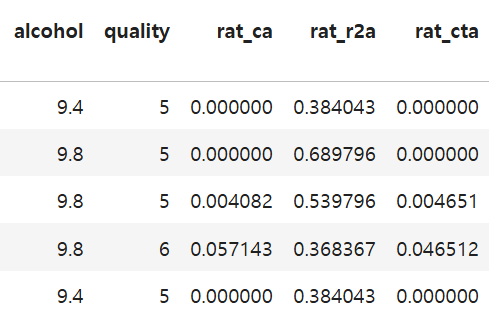 alcohol quality rat_ca rat_r2a rat_cta
9.4 5 0.000000 0.384043 0.000000
9.8 5 0.000000 0.689796 0.000000
9.8 5 0.004082 0.539796 0.004651
9.8 6 0.057143 0.368367 0.046512
9.4 5 0.000000 0.384043 0.000000